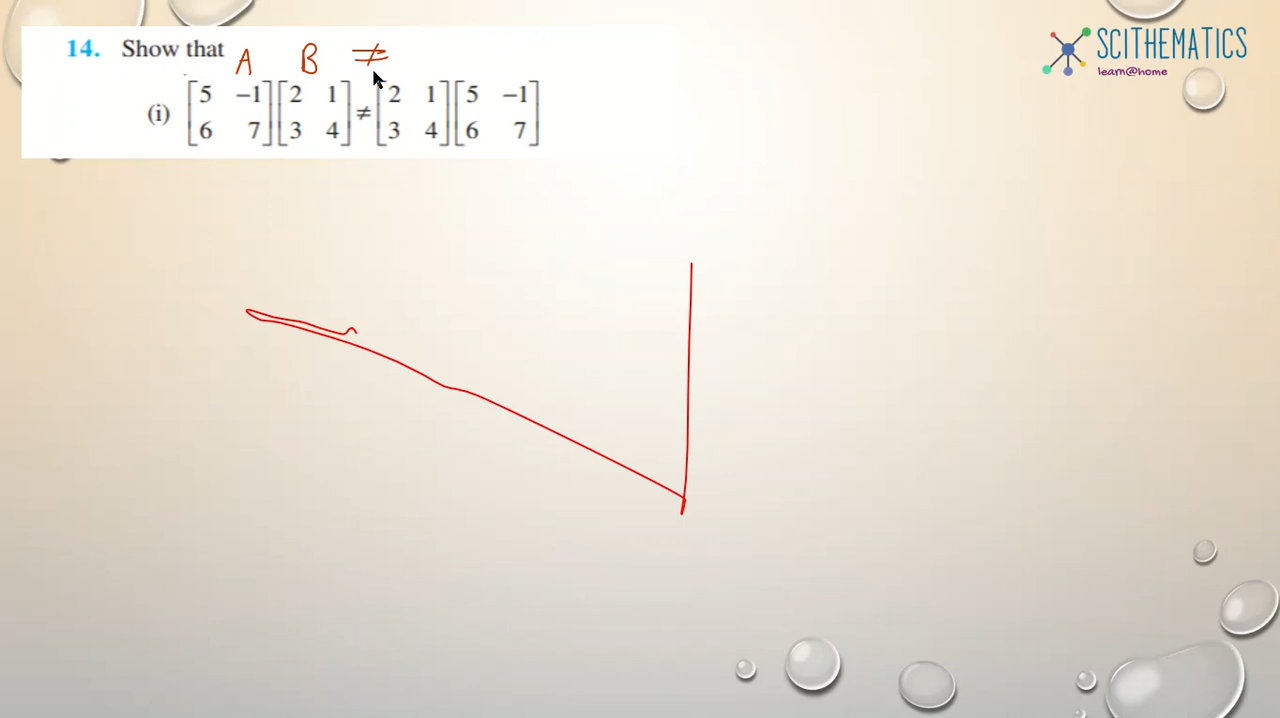 14. Show that
A B ≠
(i) [5 −1] [2 1] ≠ [2 1] [5 −1]
[6 7] [3 4] [3 4] [6 7]
SCITHEMATICS
learn@home